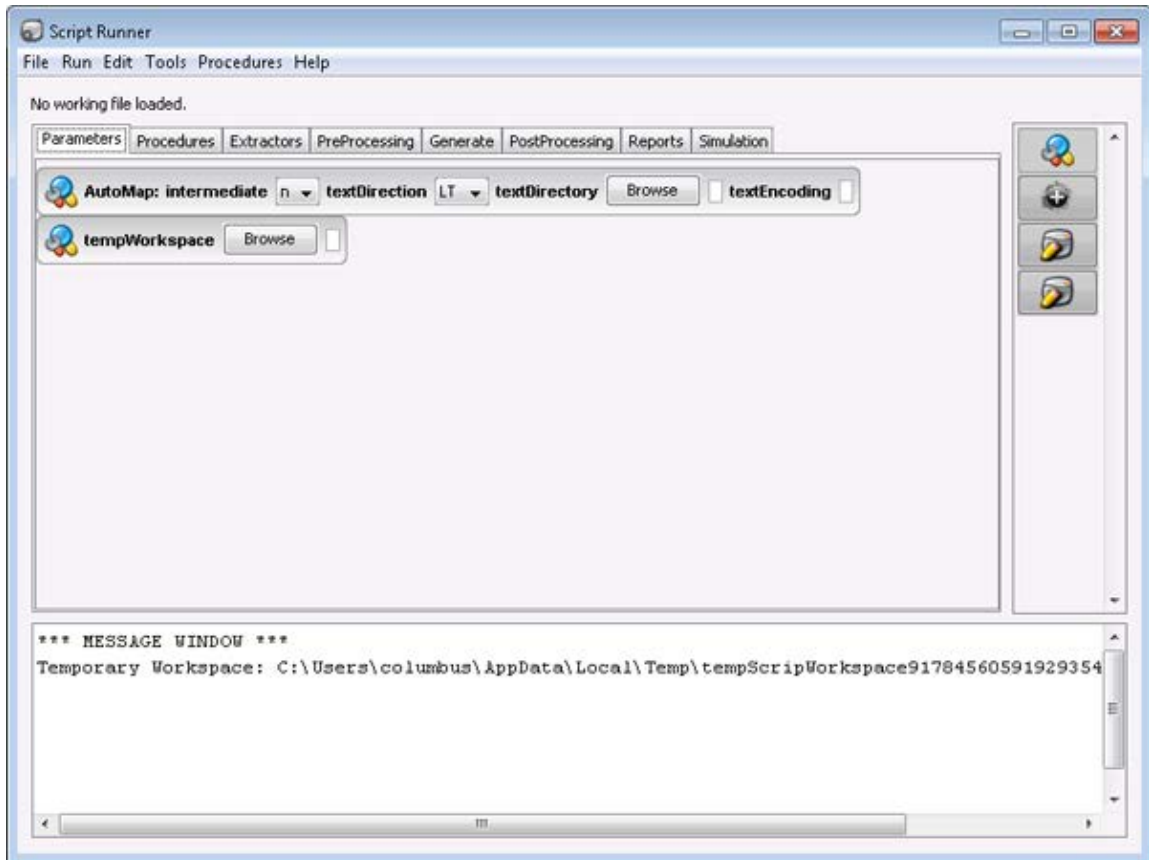 Script Runner
File Run Edit Tools Procedures Help
No working file loaded.
Parameters Procedures Extractors PreProcessing Generate PostProcessing Reports Simulation
AutoMap: intermediate n textDirection LT textDirectory Browse textEncoding
tempWorkspace Browse
*** MESSAGE WINDOW ***
Temporary Workspace: C:\Users\columbus\AppData\Local\Temp\tempScripWorkspace91784560591929354